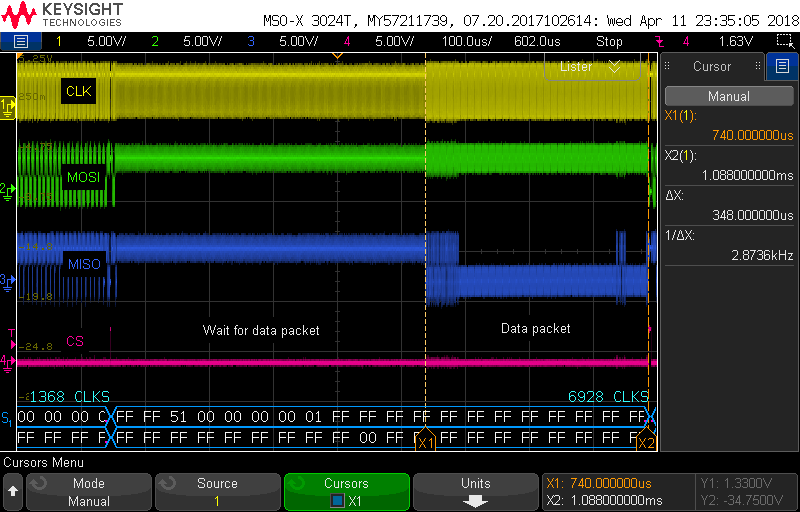 KEYSIGHT
TECHNOLOGIES
MSO-X 3024T, MY57211739, 07.20.2017102614: Wed Apr 11 23:35:05 2018
1 5.00V/ 2 5.00V/ 3 5.00V/ 4 5.00V/ 100.0us/ 602.0us Stop 4 1.63V
Lister
Cursor
Manual
X1(1):
740.000000us
X2(1):
1.088000000ms
ΔX:
348.000000us
1/ΔX:
2.8736kHz
CLK
1
MOSI
2
MISO
3
-19.8
Wait for data packet
Data packet
CS
T
-24.8
4
1368 CLKS
6928 CLKS
S1
00 00 00 0 FF FF 51 00 00 00 00 01 FF FF FF FF FF FF FF FF FF FF FF
FF FF FF FF FF FF FF FF FF FF FF FF 00 FF FF FF FF FF FF FF FF FF
X1
X2
Cursors Menu
Mode
Manual
Source
1
Cursors
X1
Units
X1: 740.000000us
X2: 1.088000000ms
Y1: 1.3300V
Y2: -34.7500V